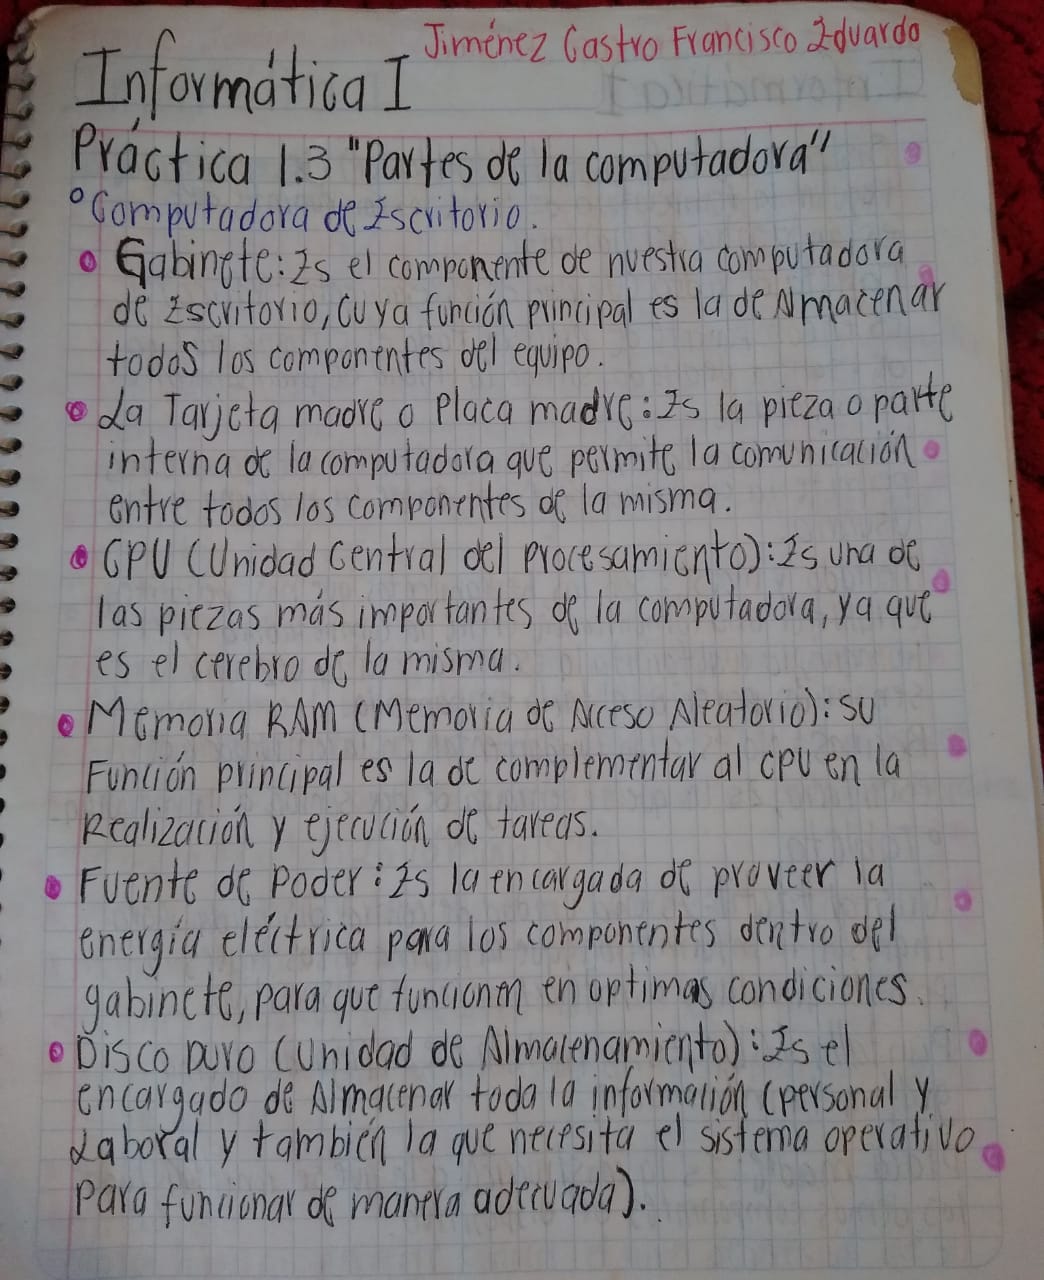 Jiménez Castro Francisco Eduardo
Informática I
Práctica 1.3 "Partes de la computadora"
°Computadora de Escritorio.
• Gabinete: Es el componente de nuestra computadora
de Escritorio, cuya función principal es la de Almacenar
todos los componentes del equipo.
• La Tarjeta madre o Placa madre: Es la pieza o parte
interna de la computadora que permite la comunicación
entre todos los componentes de la misma.
• CPU (Unidad Central del Procesamiento): Es una de
las piezas más importantes de la computadora, ya que
es el cerebro de la misma.
• Memoria RAM (Memoria de Acceso Aleatorio): su
Función principal es la de complementar al CPU en la
Realización y ejecución de tareas.
• Fuente de Poder: Es la encargada de proveer la
energía eléctrica para los componentes dentro del
gabinete, para que funcionen en optimas condiciones.
• Disco Duro (Unidad de Almacenamiento): Es el
encargado de Almacenar toda la información (personal y
Laboral y también la que necesita el sistema operativo
Para funcionar de manera adecuada).